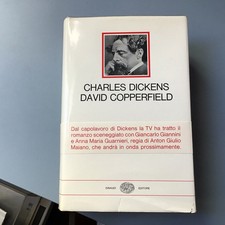 CHARLES DICKENS
DAVID COPPERFIELD
Dal capolavoro di Dickens la TV ha tratto il
romanzo sceneggiato con Giancarlo Giannini
e Anna Maria Guarnieri, regia di Anton Giulio
Majano, che andrà in onda prossimamente.
EINAUDI
EDITORE